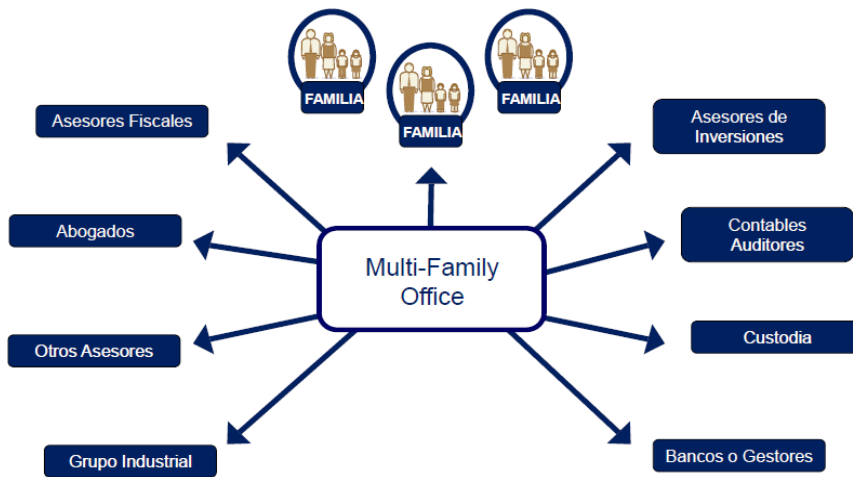 FAMILIA
FAMILIA
FAMILIA
Asesores Fiscales
Asesores de
Inversiones
Abogados
Contables
Auditores
Multi-Family
Office
Otros Asesores
Custodia
Grupo Industrial
Bancos o Gestores